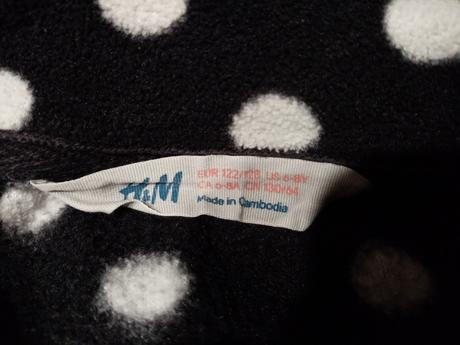 H&M
EUR 122/128 US 6-8Y
CA 6-8A CN 130/64
Made in Cambodia